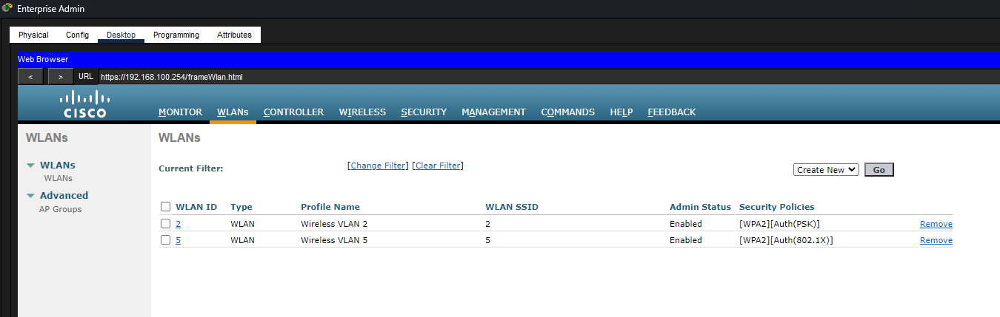 Enterprise Admin
Physical Config Desktop Programming Attributes
Web Browser
< > URL https://192.168.100.254/frameWlan.html
CISCO
MONITOR WLANs CONTROLLER WIRELESS SECURITY MANAGEMENT COMMANDS HELP FEEDBACK
WLANs
WLANs
WLANs
Advanced
AP Groups
WLANs
Current Filter: [Change Filter] [Clear Filter] Create New Go
WLAN ID Type Profile Name WLAN SSID Admin Status Security Policies
2 WLAN Wireless VLAN 2 2 Enabled [WPA2][Auth(PSK)] Remove
5 WLAN Wireless VLAN 5 5 Enabled [WPA2][Auth(802.1X)] Remove